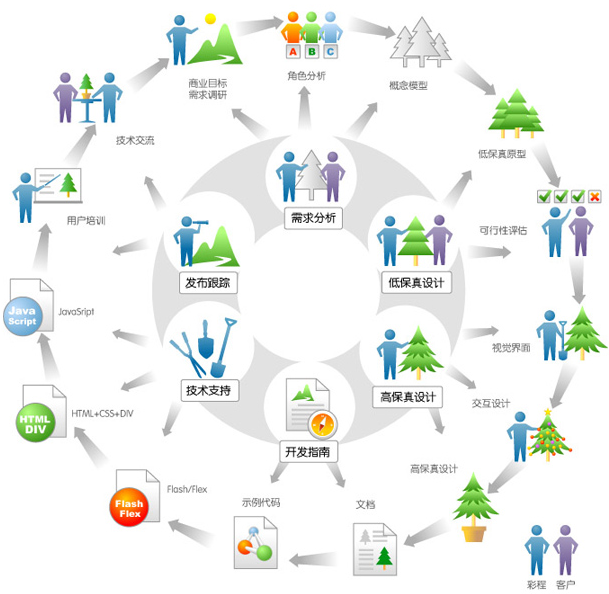 商业目标
需求调研
角色分析
A B C
概念模型
低保真原型
可行性评估
视觉界面
交互设计
高保真设计
文档
示例代码
Flash/Flex
Flash
Flex
HTML+CSS+DIV
HTML
DIV
JavaSript
Java
Script
用户培训
技术交流
需求分析
低保真设计
高保真设计
开发指南
技术支持
发布跟踪
彩程 客户